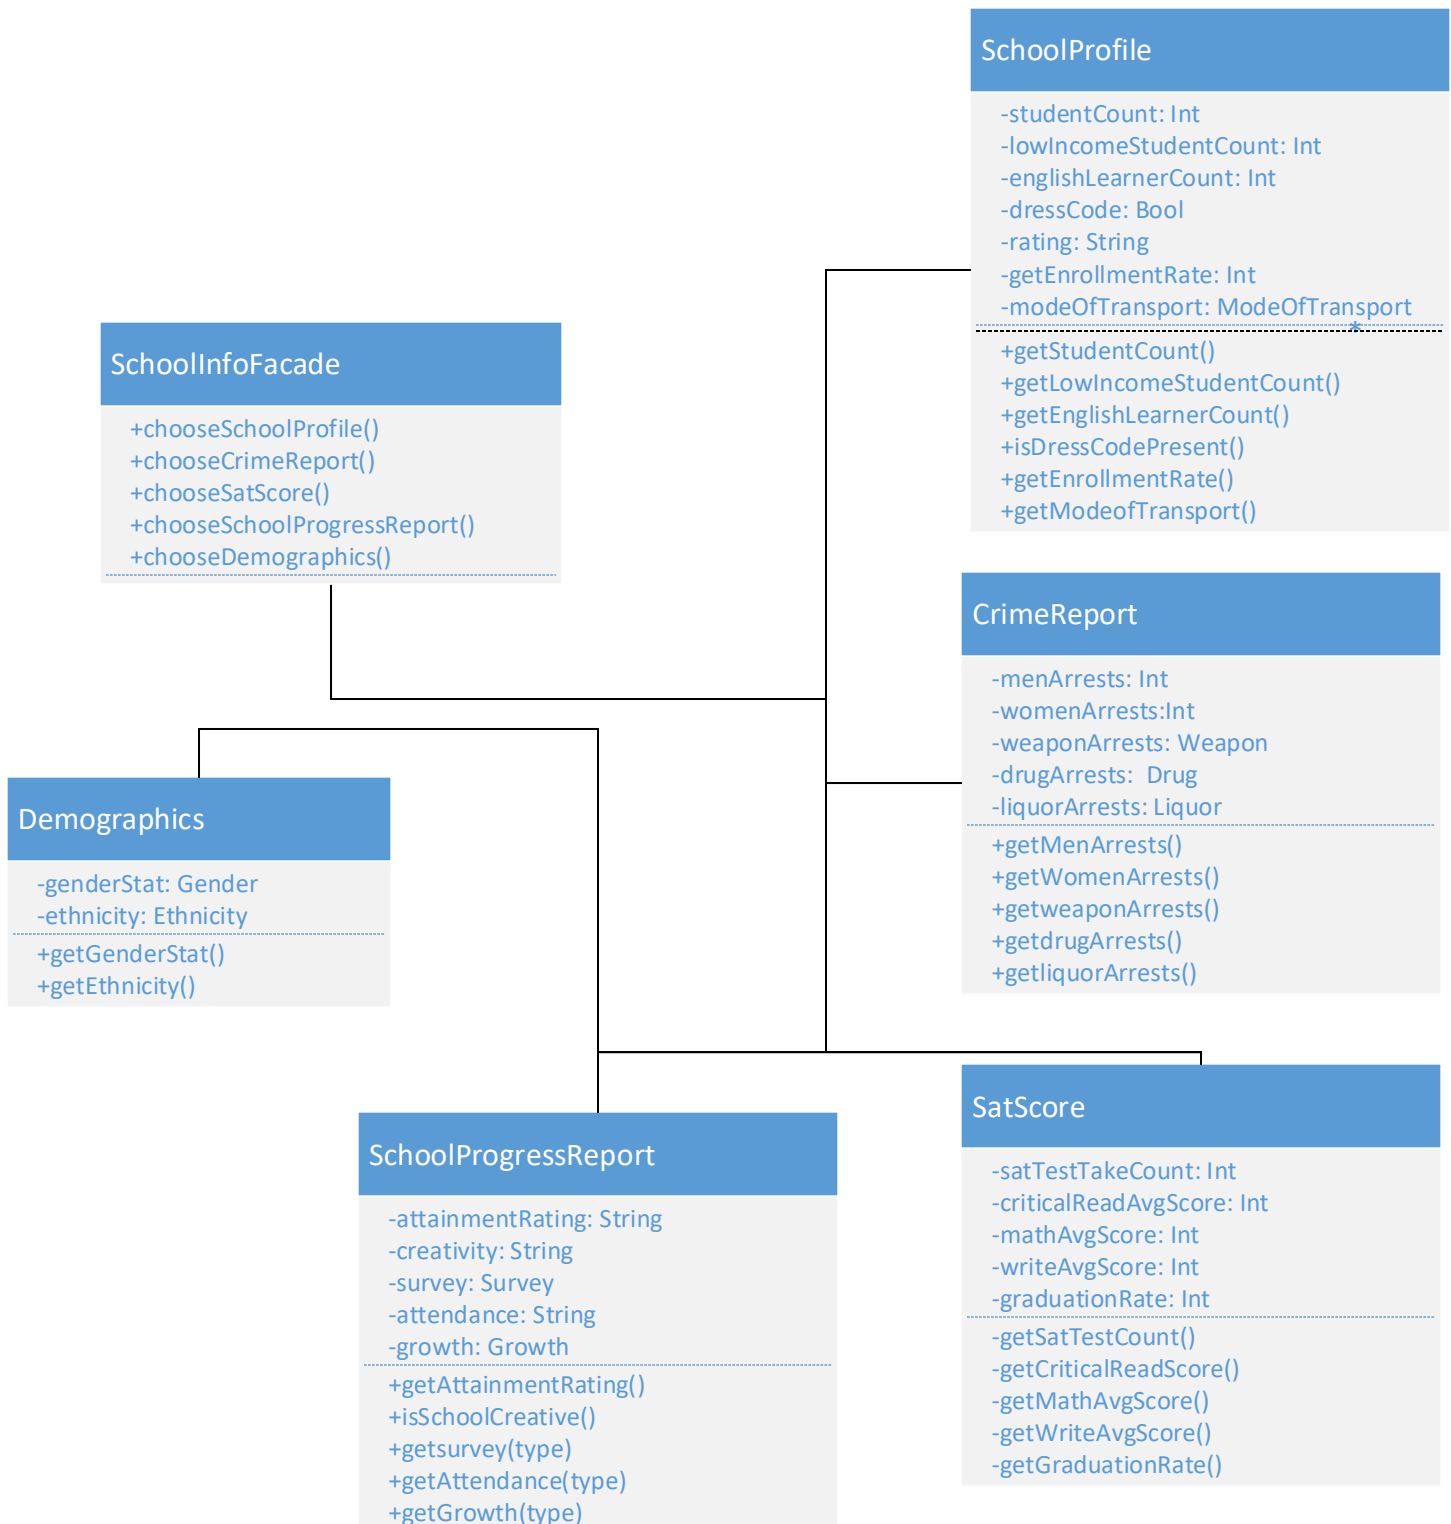 SchoolProfile
-studentCount: Int
-lowIncomeStudentCount: Int
-englishLearnerCount: Int
-dressCode: Bool
-rating: String
-getEnrollmentRate: Int
-modeOfTransport: ModeOfTransport
*
+getStudentCount()
+getLowIncomeStudentCount()
+getEnglishLearnerCount()
+isDressCodePresent()
+getEnrollmentRate()
+getModeofTransport()
SchoolInfoFacade
+chooseSchoolProfile()
+chooseCrimeReport()
+chooseSatScore()
+chooseSchoolProgressReport()
+chooseDemographics()
CrimeReport
-menArrests: Int
-womenArrests:Int
-weaponArrests: Weapon
-drugArrests:  Drug
-liquorArrests: Liquor
+getMenArrests()
+getWomenArrests()
+getweaponArrests()
+getdrugArrests()
+getliquorArrests()
Demographics
-genderStat: Gender
-ethnicity: Ethnicity
+getGenderStat()
+getEthnicity()
SchoolProgressReport
-attainmentRating: String
-creativity: String
-survey: Survey
-attendance: String
-growth: Growth
+getAttainmentRating()
+isSchoolCreative()
+getsurvey(type)
+getAttendance(type)
+getGrowth(type)
SatScore
-satTestTakeCount: Int
-criticalReadAvgScore: Int
-mathAvgScore: Int
-writeAvgScore: Int
-graduationRate: Int
-getSatTestCount()
-getCriticalReadScore()
-getMathAvgScore()
-getWriteAvgScore()
-getGraduationRate()